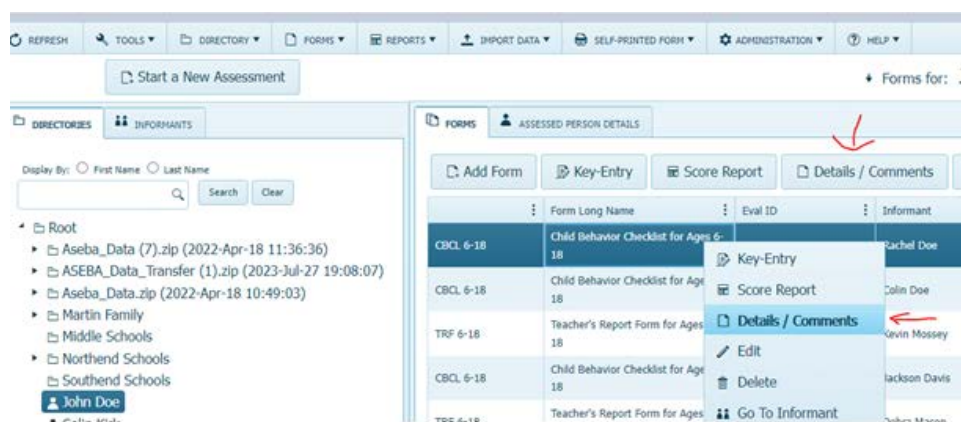 REFRESH TOOLS DIRECTORY FORMS REPORTS IMPORT DATA SELF-PRINTED FORM ADMINISTRATION HELP
Start a New Assessment
Forms for:
DIRECTORIES INFORMANTS
Display By: First Name Last Name
Search Clear
Root
Aseba_Data (7).zip (2022-Apr-18 11:36:36)
ASEBA_Data_Transfer (1).zip (2023-Jul-27 19:08:07)
Aseba_Data.zip (2022-Apr-18 10:49:03)
Martin Family
Middle Schools
Northend Schools
Southend Schools
John Doe
FORMS ASSESSED PERSON DETAILS
Add Form Key-Entry Score Report Details / Comments
Form Long Name Eval ID Informant
CBCL 6-18 Child Behavior Checklist for Ages 6-
18 Rachel Doe
CBCL 6-18 Child Behavior Checklist for Age
18 Colin Doe
TRF 6-18 Teacher's Report Form for Ages
18 Kevin Mossey
CBCL 6-18 Child Behavior Checklist for Age
18 Jackson Davis
TRF 6-18 Teacher's Report Form for Ages
Debra Mason
Key-Entry
Score Report
Details / Comments
Edit
Delete
Go To Informant